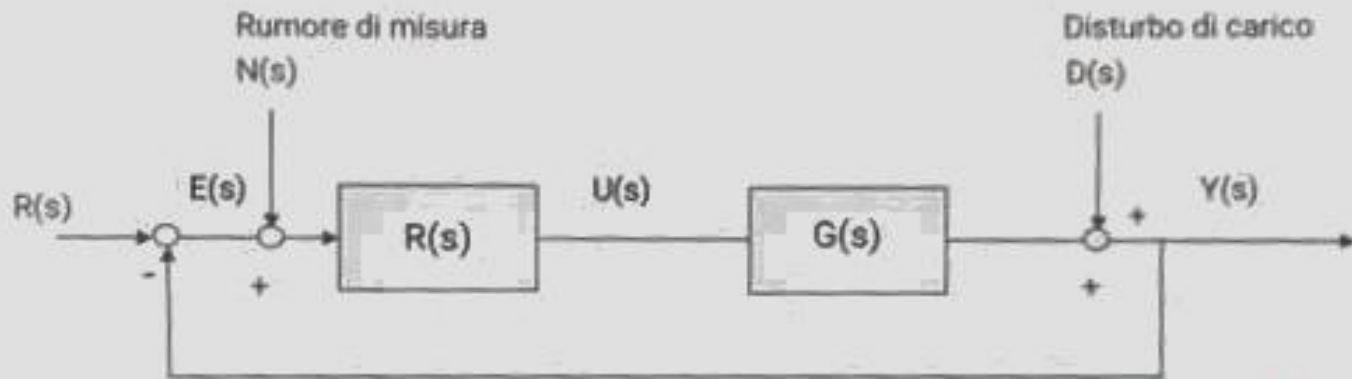 Rumore di misura
N(s)
Disturbo di carico
D(s)
R(s)
E(s)
R(s)
U(s)
G(s)
+
Y(s)
-
+
+